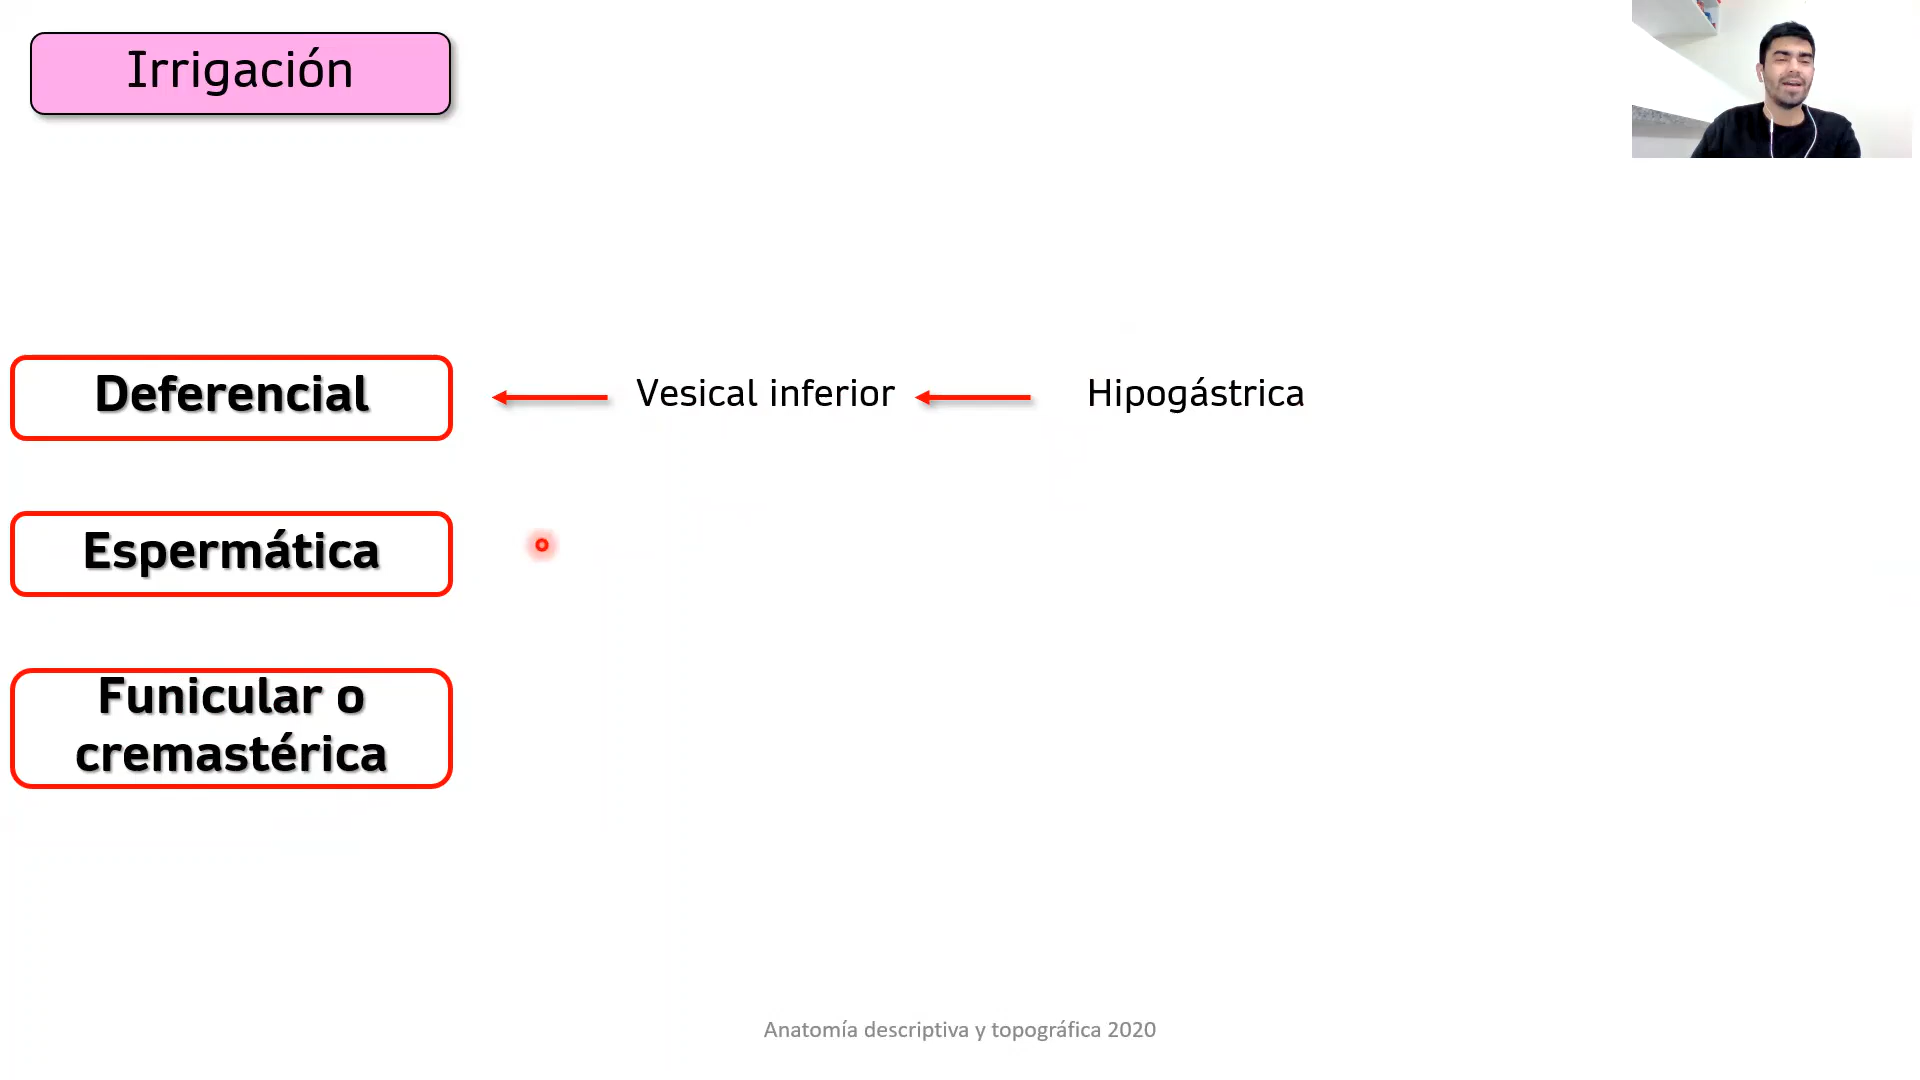 Irrigación
Deferencial
Vesical inferior
Hipogástrica
Espermática
Funicular o
cremastérica
Anatomía descriptiva y topográfica 2020